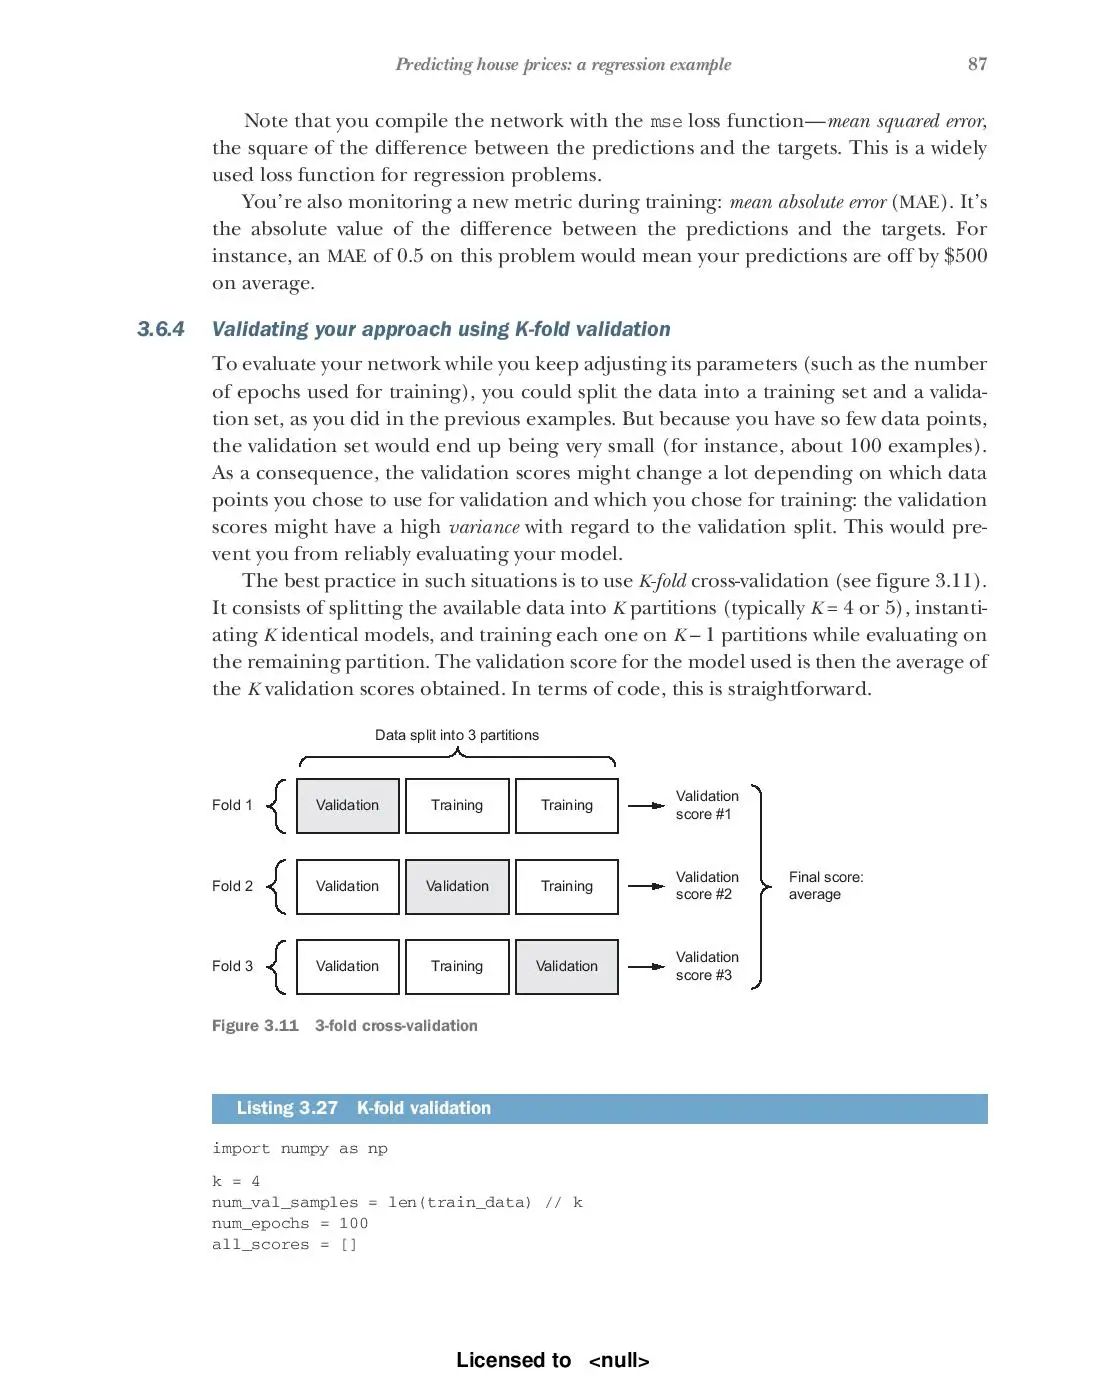 Predicting house prices: a regression example 87
Note that you compile the network with the mse loss function—mean squared error,
the square of the difference between the predictions and the targets. This is a widely
used loss function for regression problems.
You're also monitoring a new metric during training: mean absolute error (MAE). It's
the absolute value of the difference between the predictions and the targets. For
instance, an MAE of 0.5 on this problem would mean your predictions are off by $500
on average.
3.6.4 Validating your approach using K-fold validation
To evaluate your network while you keep adjusting its parameters (such as the number
of epochs used for training), you could split the data into a training set and a valida-
tion set, as you did in the previous examples. But because you have so few data points,
the validation set would end up being very small (for instance, about 100 examples).
As a consequence, the validation scores might change a lot depending on which data
points you chose to use for validation and which you chose for training: the validation
scores might have a high variance with regard to the validation split. This would pre-
vent you from reliably evaluating your model.
The best practice in such situations is to use K-fold cross-validation (see figure 3.11).
It consists of splitting the available data into K partitions (typically K = 4 or 5), instanti-
ating K identical models, and training each one on K – 1 partitions while evaluating on
the remaining partition. The validation score for the model used is then the average of
the K validation scores obtained. In terms of code, this is straightforward.
Data split into 3 partitions
Fold 1 Validation Training Training Validation
score #1
Fold 2 Validation Validation Training Validation
score #2
Final score:
average
Fold 3 Validation Training Validation Validation
score #3
Figure 3.11 3-fold cross-validation
Listing 3.27 K-fold validation
import numpy as np
k = 4
num_val_samples = len(train_data) // k
num_epochs = 100
all_scores = []
Licensed to <null>